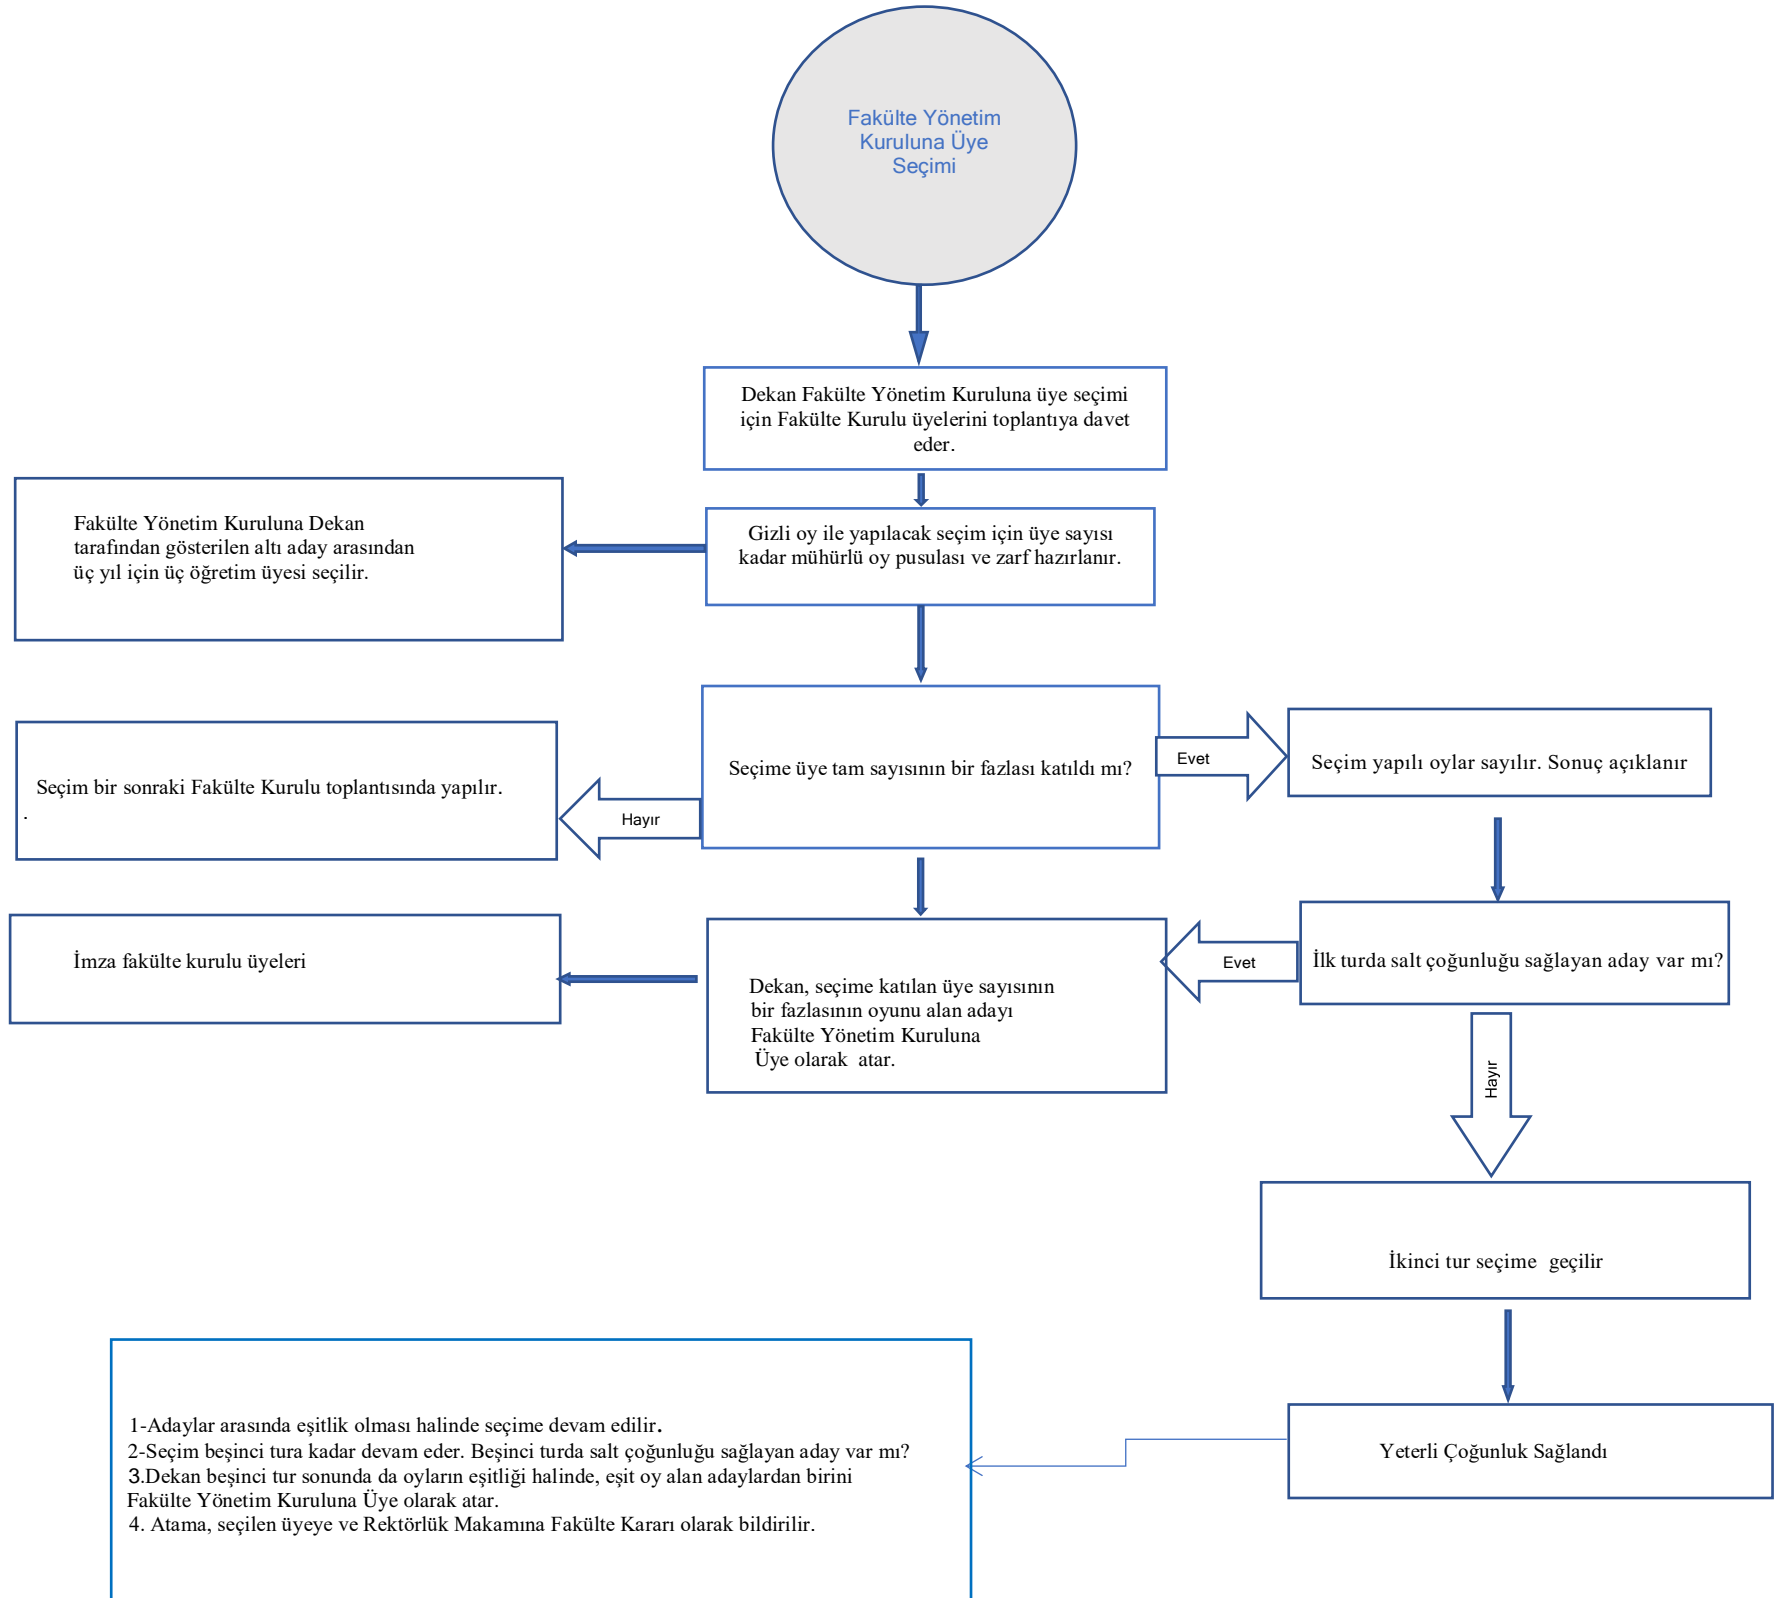 Fakülte Yönetim
Kuruluna Üye
Seçimi
Dekan Fakülte Yönetim Kuruluna üye seçimi
için Fakülte Kurulu üyelerini toplantıya davet
eder.
Fakülte Yönetim Kuruluna Dekan
tarafından gösterilen altı aday arasından
üç yıl için üç öğretim üyesi seçilir.
Gizli oy ile yapılacak seçim için üye sayısı
kadar mühürlü oy pusulası ve zarf hazırlanır.
Seçime üye tam sayısının bir fazlası katıldı mı?
Evet
Seçim yapılı oylar sayılır. Sonuç açıklanır
Hayır
Seçim bir sonraki Fakülte Kurulu toplantısında yapılır.
.
İmza fakülte kurulu üyeleri
Dekan, seçime katılan üye sayısının
bir fazlasının oyunu alan adayı
Fakülte Yönetim Kuruluna
Üye olarak  atar.
Evet
İlk turda salt çoğunluğu sağlayan aday var mı?
Hayır
İkinci tur seçime  geçilir
Yeterli Çoğunluk Sağlandı
1-Adaylar arasında eşitlik olması halinde seçime devam edilir.
2-Seçim beşinci tura kadar devam eder. Beşinci turda salt çoğunluğu sağlayan aday var mı?
3.Dekan beşinci tur sonunda da oyların eşitliği halinde, eşit oy alan adaylardan birini
Fakülte Yönetim Kuruluna Üye olarak atar.
4. Atama, seçilen üyeye ve Rektörlük Makamına Fakülte Kararı olarak bildirilir.